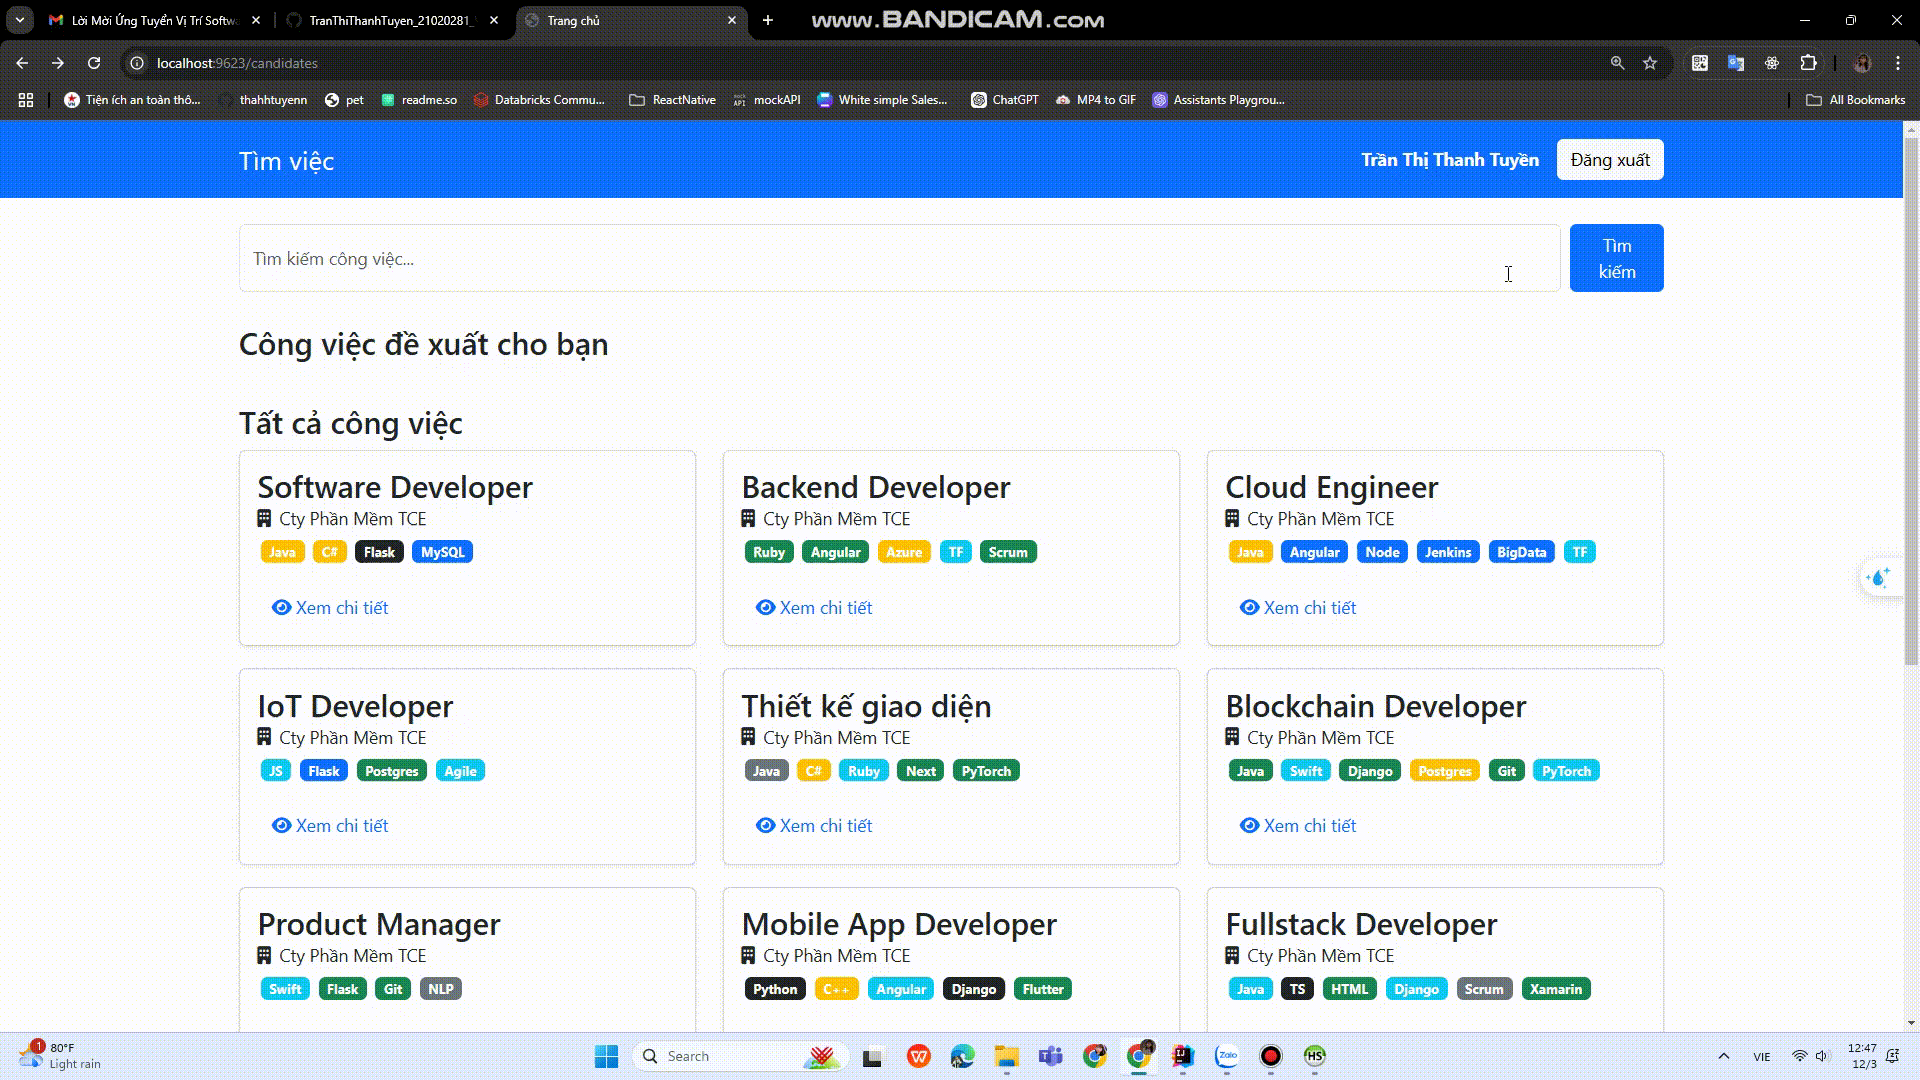 Lời Mời Ứng Tuyển Vị Trí Softwa
TranThiThanhTuyen_21020281_
Trang chủ
www.BANDICAM.com
localhost:9623/candidates
Tiện ích an toàn thô...
thahhtuyenn
pet
readme.so
Databricks Commu...
ReactNative
mockAPI
White simple Sales...
ChatGPT
MP4 to GIF
Assistants Playgrou...
All Bookmarks
Tìm việc
Trần Thị Thanh Tuyền
Đăng xuất
Tìm kiếm công việc...
Tìm
kiếm
Công việc đề xuất cho bạn
Tất cả công việc
Software Developer
Cty Phần Mềm TCE
Java C# Flask MySQL
Xem chi tiết
Backend Developer
Cty Phần Mềm TCE
Ruby Angular Azure TF Scrum
Xem chi tiết
Cloud Engineer
Cty Phần Mềm TCE
Java Angular Node Jenkins BigData TF
Xem chi tiết
IoT Developer
Cty Phần Mềm TCE
JS Flask Postgres Agile
Xem chi tiết
Thiết kế giao diện
Cty Phần Mềm TCE
Java C# Ruby Next PyTorch
Xem chi tiết
Blockchain Developer
Cty Phần Mềm TCE
Java Swift Django Postgres Git PyTorch
Xem chi tiết
Product Manager
Cty Phần Mềm TCE
Swift Flask Git NLP
Mobile App Developer
Cty Phần Mềm TCE
Python C++ Angular Django Flutter
Fullstack Developer
Cty Phần Mềm TCE
Java TS HTML Django Scrum Xamarin
1
80°F
Light rain
Search
Zalo
HS
VIE
12:47
12/3